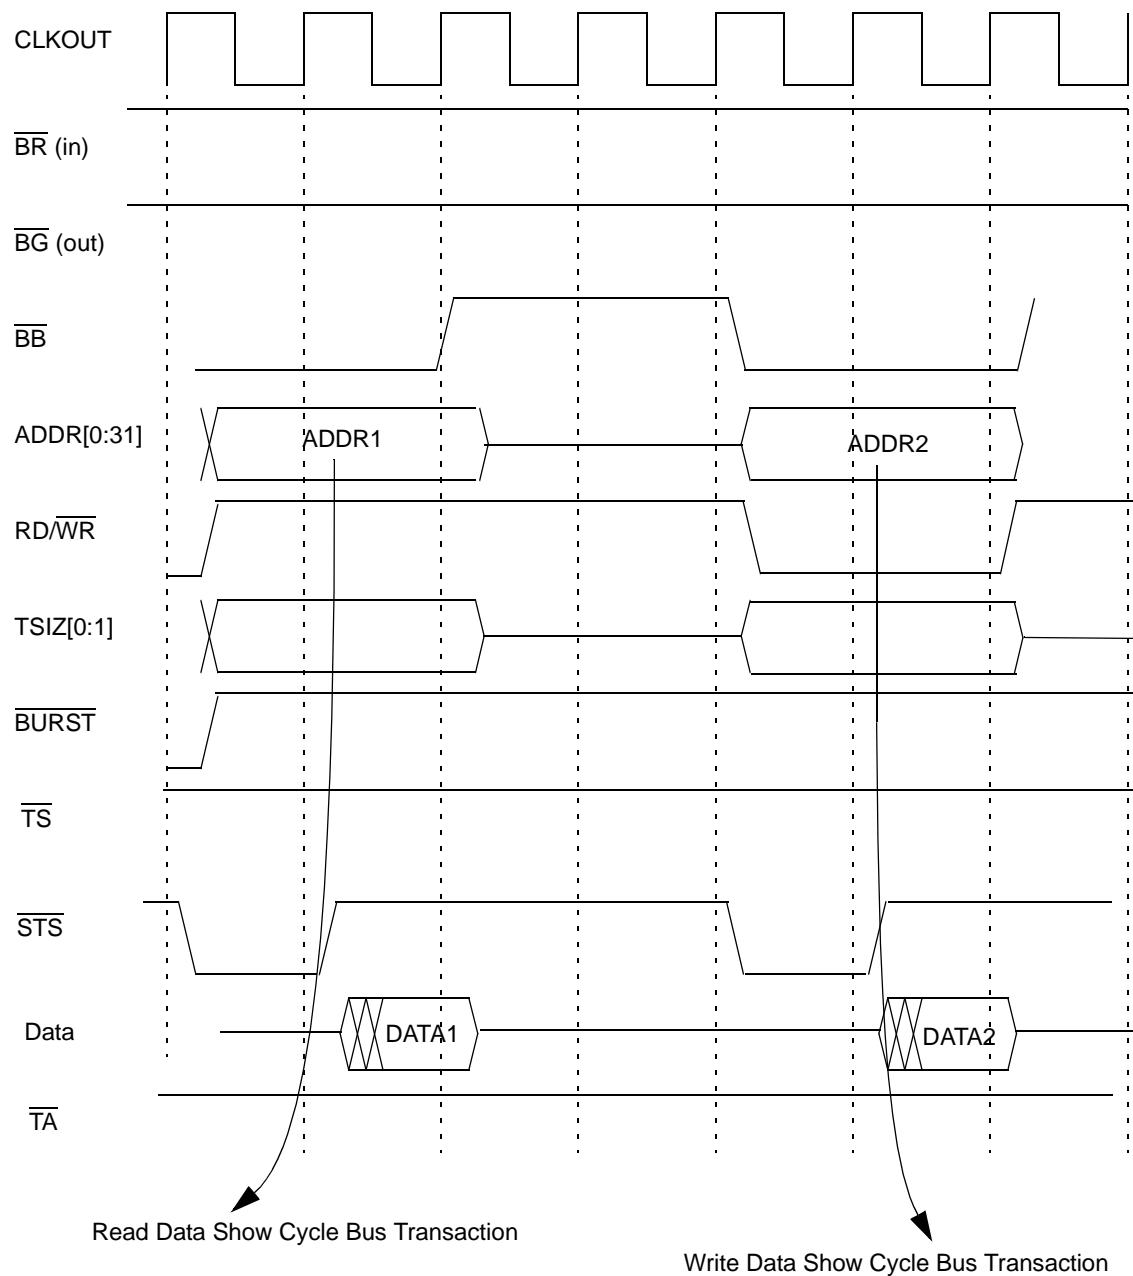 CLKOUT
BR (in)
BG (out)
BB
ADDR[0:31]
ADDR1
ADDR2
RD/WR
TSIZ[0:1]
BURST
TS
STS
Data
DATA1
DATA2
TA
Read Data Show Cycle Bus Transaction
Write Data Show Cycle Bus Transaction